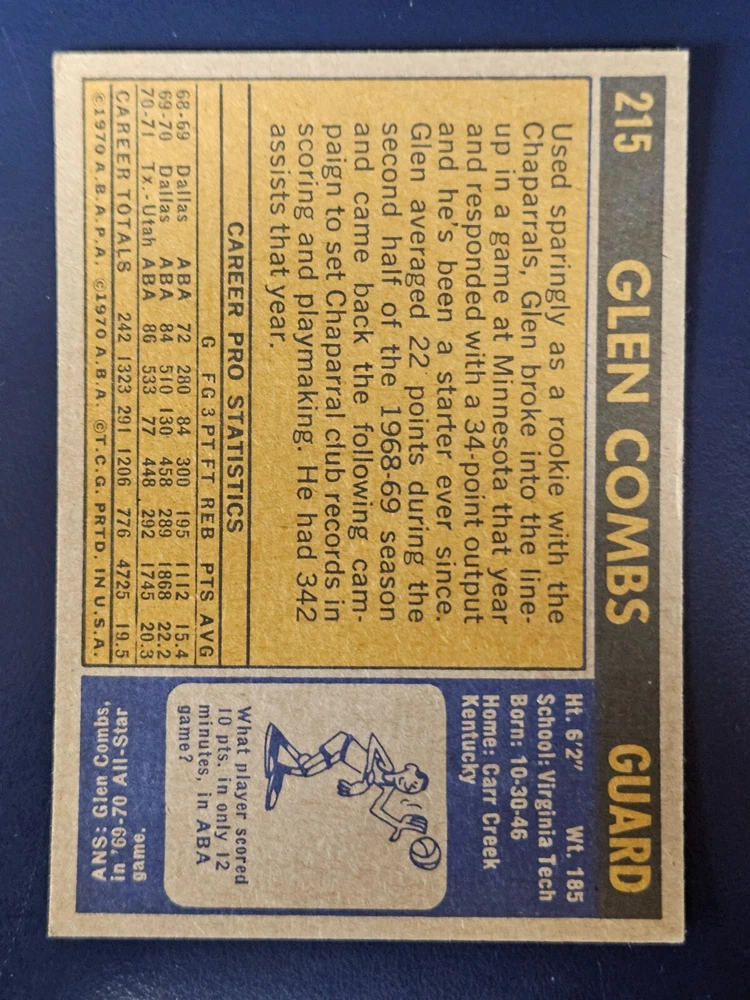 215 GLEN COMBS GUARD
Used sparingly as a rookie with the
Chaparrals, Glen broke into the line-
up in a game at Minnesota that year
and responded with a 34-point output
and he's been a starter ever since.
Glen averaged 22 points during the
second half of the 1968-69 season
and came back the following cam-
paign to set Chaparral club records in
scoring and playmaking. He had 342
assists that year.
CAREER PRO STATISTICS
G FG 3PT FT REB PTS AVG
68-69 Dallas ABA 72 280 84 300 195 1112 15.4
69-70 Dallas ABA 84 510 130 458 289 1868 22.2
70-71 Tx.-Utah ABA 86 533 77 448 292 1745 20.3
CAREER TOTALS 242 1323 291 1206 776 4725 19.5
©1970 A.B.A.P.A. ©1970 A.B.A. ©T.C.G. PRTD. IN U.S.A.
Ht. 6'2" Wt. 185
School: Virginia Tech
Born: 10-30-46
Home: Carr Creek
Kentucky
What player scored
10 pts. in only 12
minutes, in ABA
game?
ANS: Glen Combs,
in '69-70 All-Star
game.